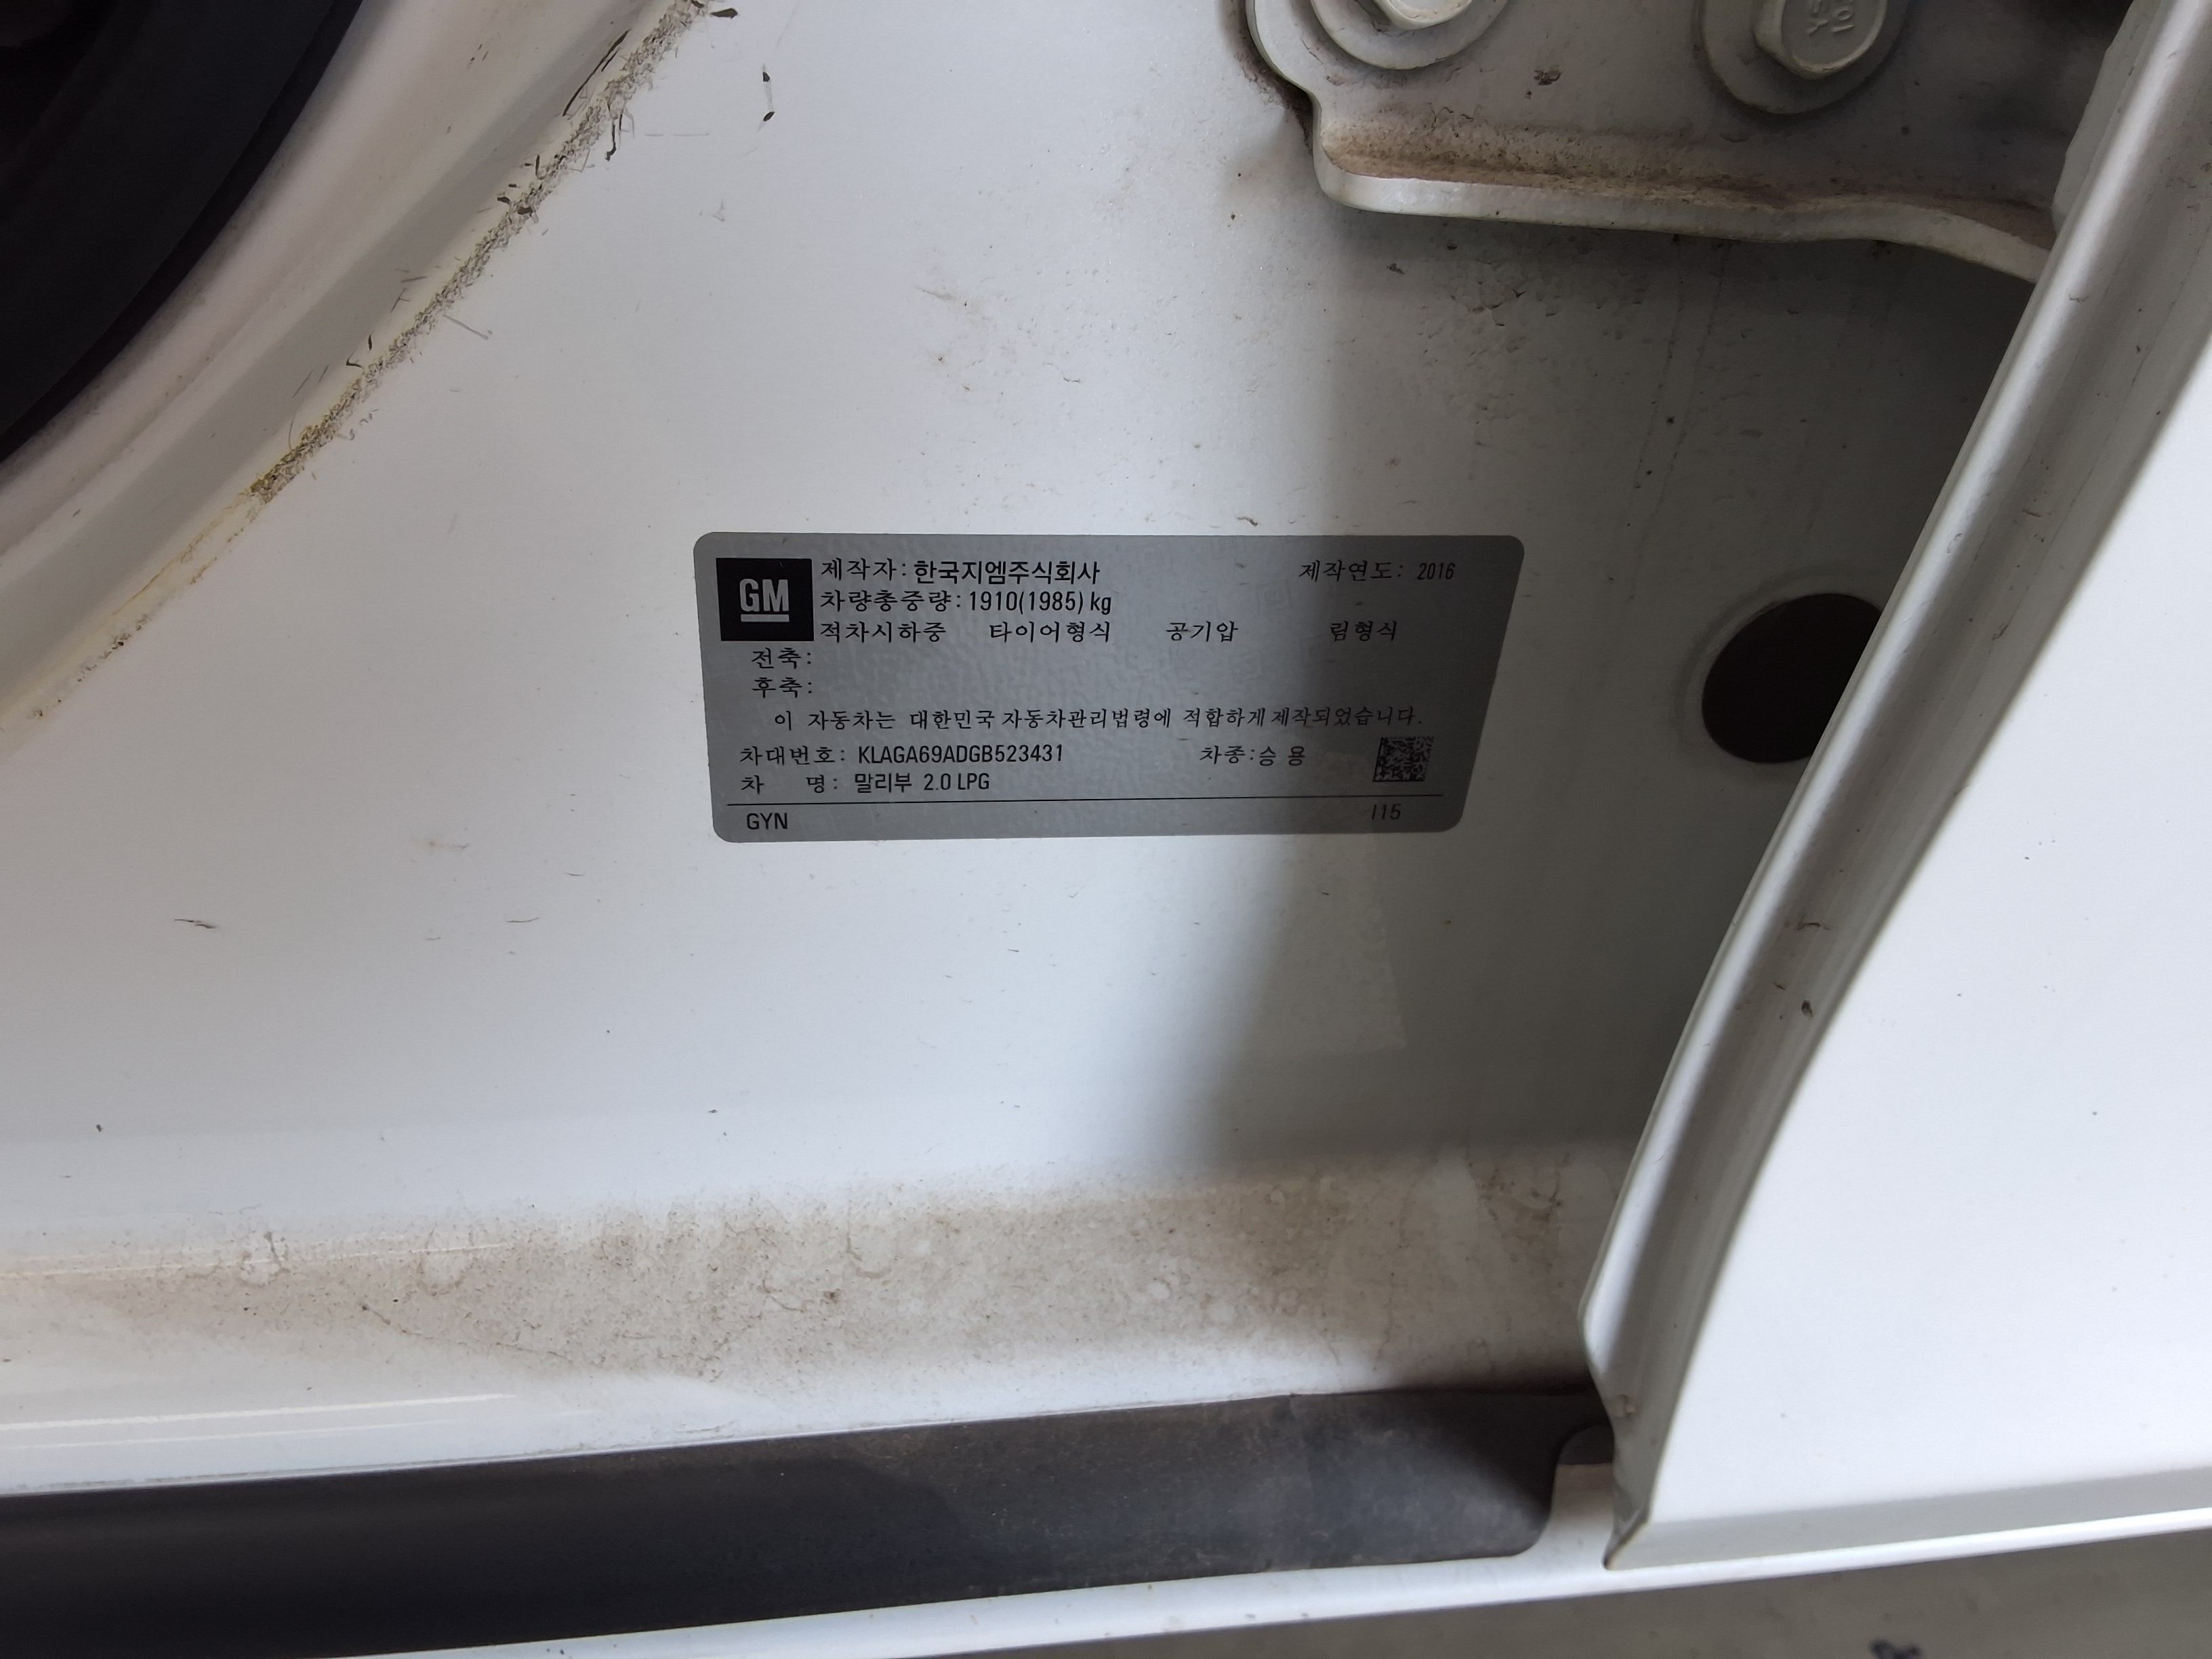 GM
제작자: 한국지엠주식회사 제작연도: 2016
차량총중량: 1910(1985) kg
적차시하중 타이어형식 공기압 림형식
전축:
후축:
이 자동차는 대한민국 자동차관리법령에 적합하게 제작되었습니다.
차대번호: KLAGA69ADGB523431 차종: 승 용
차 명: 말리부 2.0 LPG
GYN I15